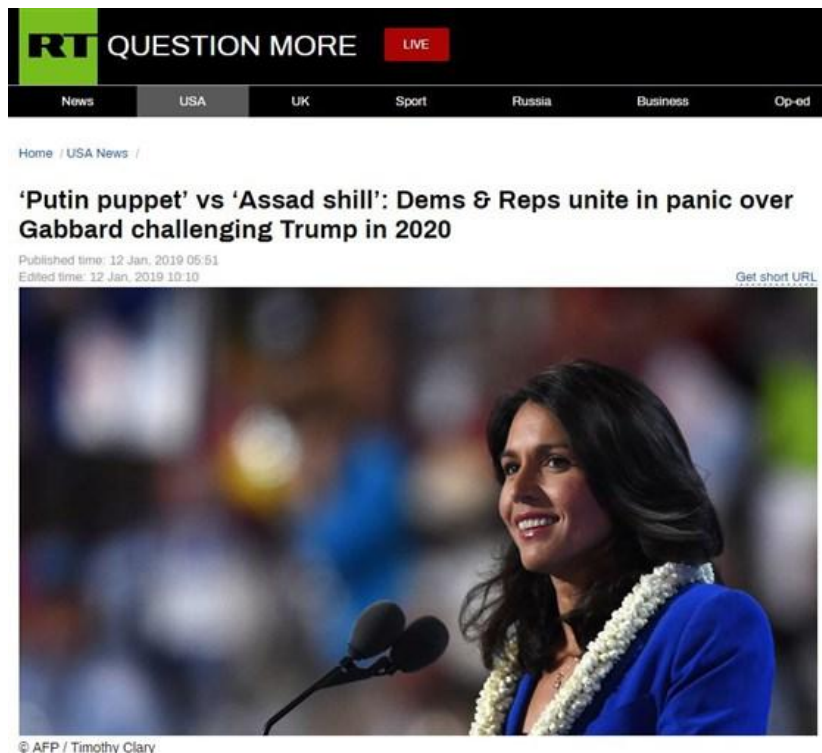 RT QUESTION MORE LIVE
News USA UK Sport Russia Business Op-ed
Home / USA News /
‘Putin puppet’ vs ‘Assad shill’: Dems & Reps unite in panic over
Gabbard challenging Trump in 2020
Published time: 12 Jan, 2019 05:51
Edited time: 12 Jan, 2019 10:10
Get short URL
© AFP / Timothy Clary